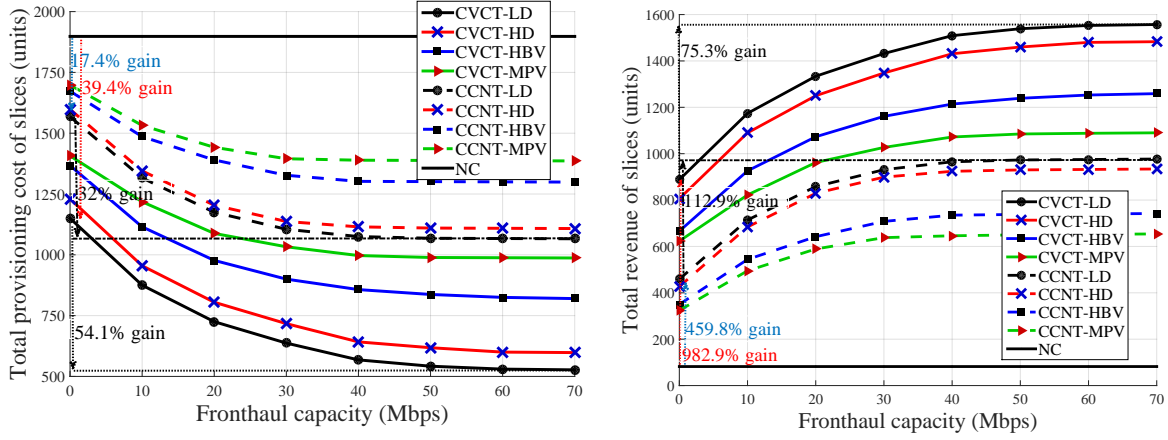 Total provisioning cost of slices (units)
2000
1750
1500
1250
1000
750
500
17.4% gain
39.4% gain
32% gain
54.1% gain
CVCT-LD
CVCT-HD
CVCT-HBV
CVCT-MPV
CCNT-LD
CCNT-HD
CCNT-HBV
CCNT-MPV
NC
0 10 20 30 40 50 60 70
Fronthaul capacity (Mbps)
Total revenue of slices (units)
1600
1400
1200
1000
800
600
400
200
0
75.3% gain
112.9% gain
459.8% gain
982.9% gain
CVCT-LD
CVCT-HD
CVCT-HBV
CVCT-MPV
CCNT-LD
CCNT-HD
CCNT-HBV
CCNT-MPV
NC
0 10 20 30 40 50 60 70
Fronthaul capacity (Mbps)